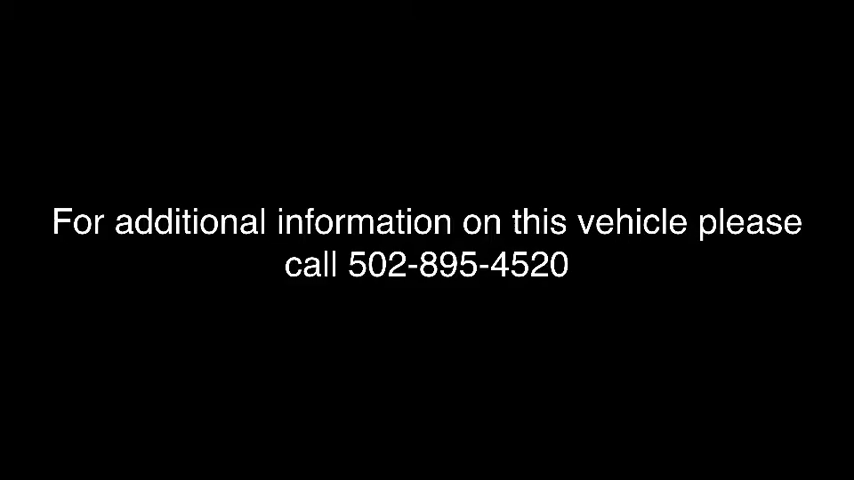 For additional information on this vehicle please
call 502-895-4520